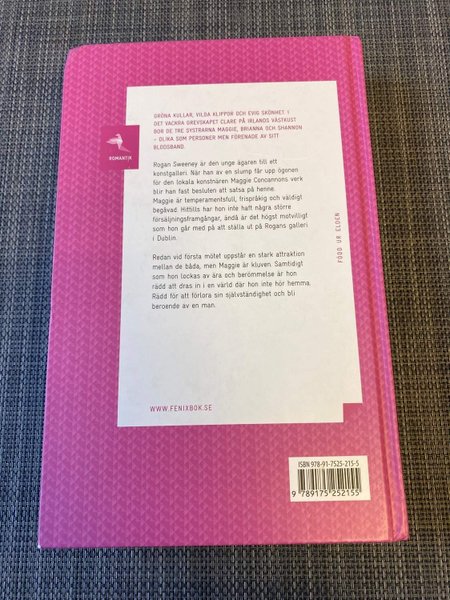 GRÖNA KULLAR, VILDA KLIPPOR OCH EVIG SKÖNHET. I
DET VACKRA GREVSKAPET CLARE PÅ IRLANDS VÄSTKUST
BOR DE TRE SYSTRARNA MAGGIE, BRIANNA OCH SHANNON
– OLIKA SOM PERSONER MEN FÖRENADE AV SITT
BLODSBAND.
ROMANTIK
Rogan Sweeney är den unge ägaren till ett
konstgalleri. När han av en slump får upp ögonen
för den lokala konstnären Maggie Concannons verk
blir han fast besluten att satsa på henne.
Maggie är temperamentsfull, frispråkig och väldigt
begåvad. Hittills har hon inte haft några större
försäljningsframgångar, ändå är det högst motvilligt
som hon går med på att ställa ut på Rogans galleri
i Dublin.
Redan vid första mötet uppstår en stark attraktion
mellan de båda, men Maggie är kluven. Samtidigt
som hon lockas av ära och berömmelse är hon
rädd att dras in i en värld där hon inte hör hemma.
Rädd för att förlora sin självständighet och bli
beroende av en man.
FÖDD UR ELDEN
WWW.FENIXBOK.SE
ISBN 978-91-7525-215-5
9 789175 252155